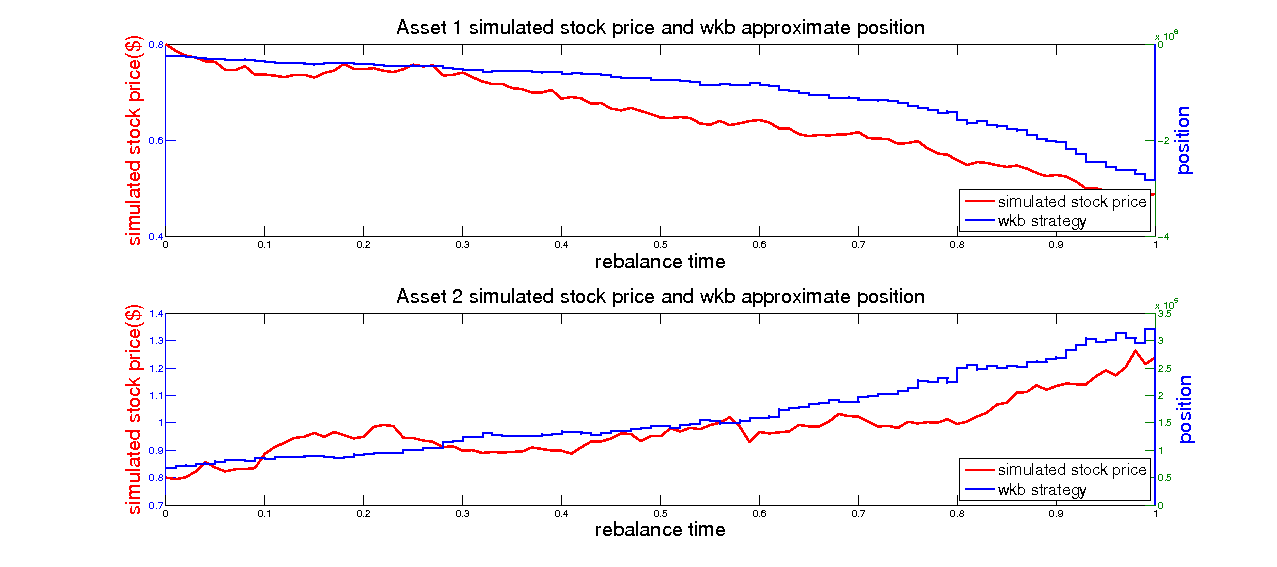 Asset 1 simulated stock price and wkb approximate position
x 10
0.8
0
simulated stock price($)
position
0.6
-2
simulated stock price
wkb strategy
0.4
-4
0 0.1 0.2 0.3 0.4 0.5 0.6 0.7 0.8 0.9 1
rebalance time
Asset 2 simulated stock price and wkb approximate position
x 10
1.4
3.5
1.3
3
1.2
2.5
simulated stock price($)
position
1.1
2
1
1.5
0.9
1
simulated stock price
wkb strategy
0.8
0.5
0.7
0
0 0.1 0.2 0.3 0.4 0.5 0.6 0.7 0.8 0.9 1
rebalance time